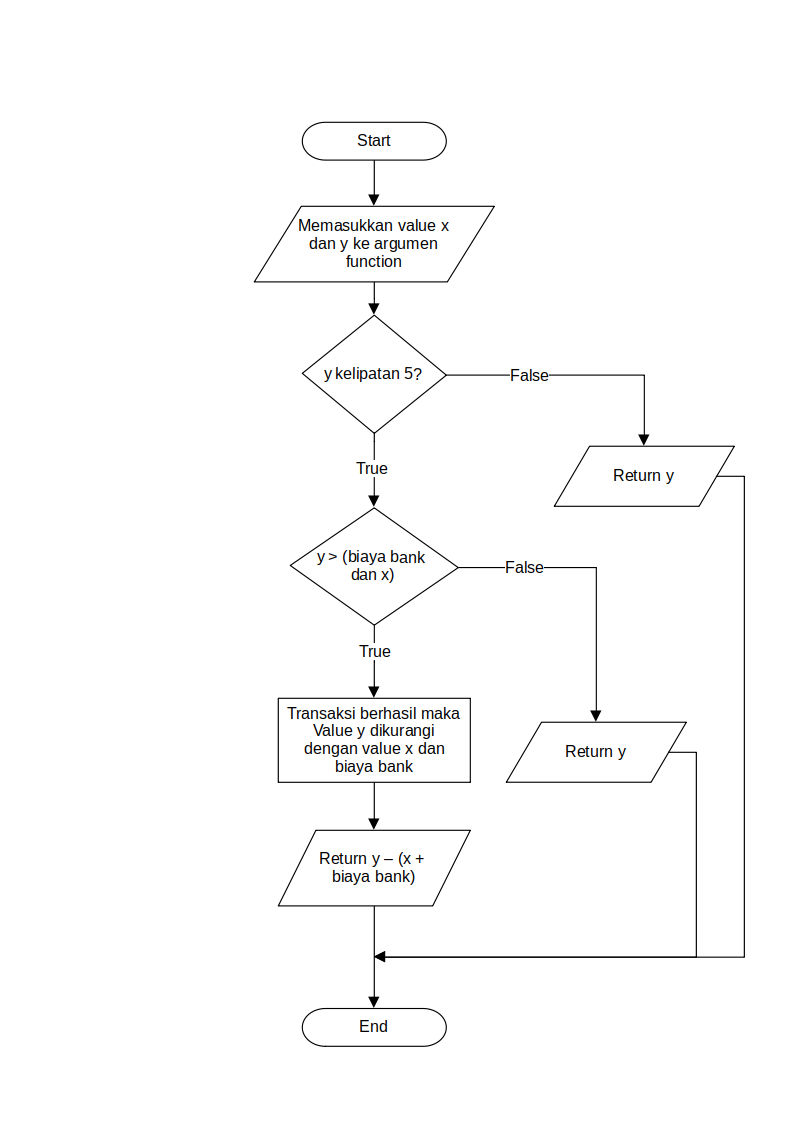 Start
Memasukkan value x
dan y ke argumen
function
y kelipatan 5?
False
Return y
True
y > (biaya bank
dan x)
False
True
Transaksi berhasil maka
Value y dikurangi
dengan value x dan
biaya bank
Return y
Return y – (x +
biaya bank)
End